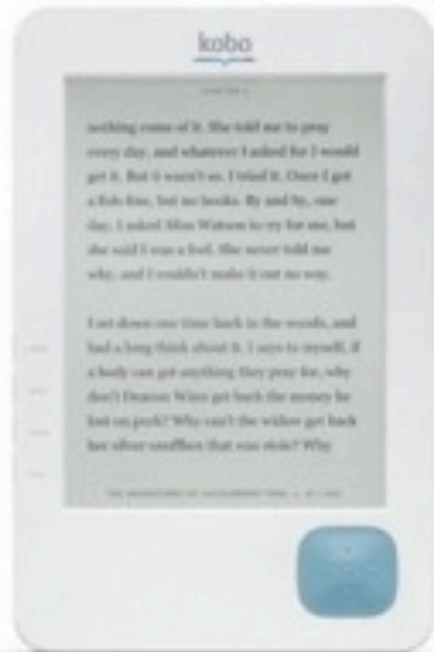 kobo
nothing come of it. She told me to pray
every day, and whatever I asked for I would
get it. But it warn't so. I tried it. Once I got
a fish-line, but no hooks. By and by, one
day, I asked Miss Watson to try for me, but
she said I was a fool. She never told me
why, and I couldn't make it out no way.
I set down one time back in the woods, and
had a long think about it. I says to myself, if
a body can get anything they pray for, why
don't Deacon Winn get back the money he
lost on pork? Why can't the widow get back
her silver snuffbox that was stole? Why
THE ADVENTURES OF HUCKLEBERRY FINN